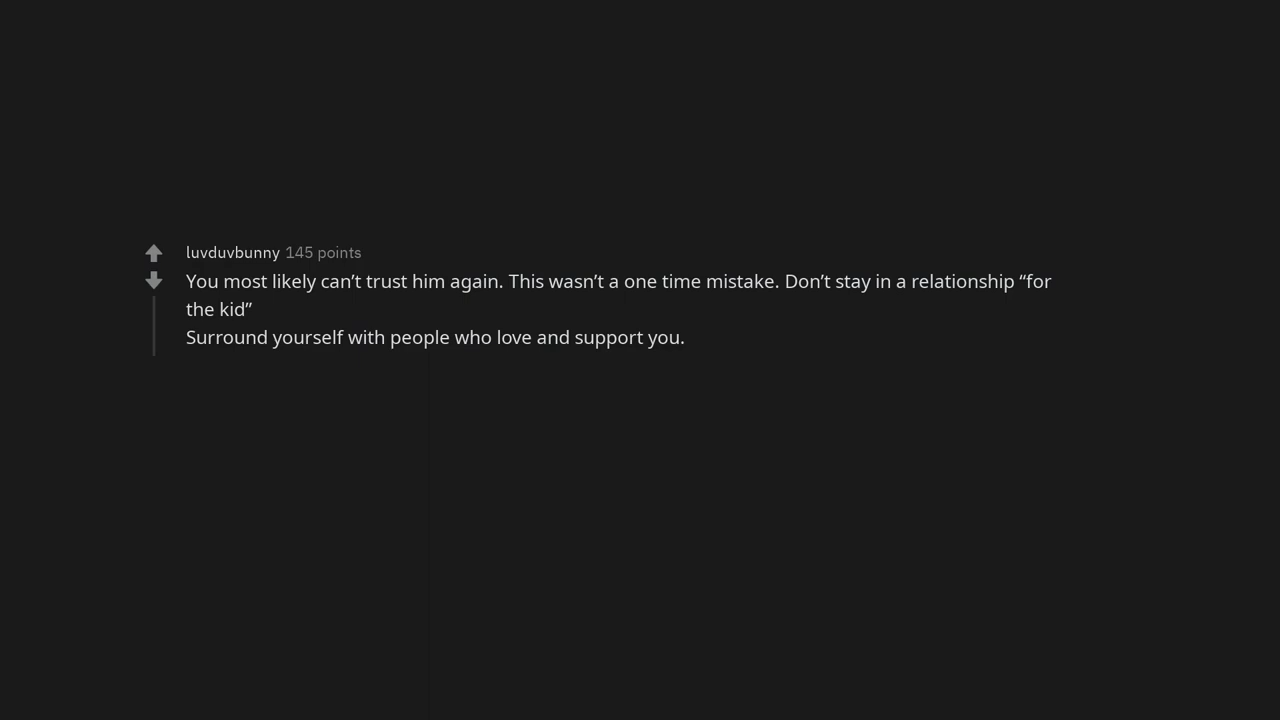 luvduvbunny 145 points
You most likely can’t trust him again. This wasn’t a one time mistake. Don’t stay in a relationship “for
the kid”
Surround yourself with people who love and support you.